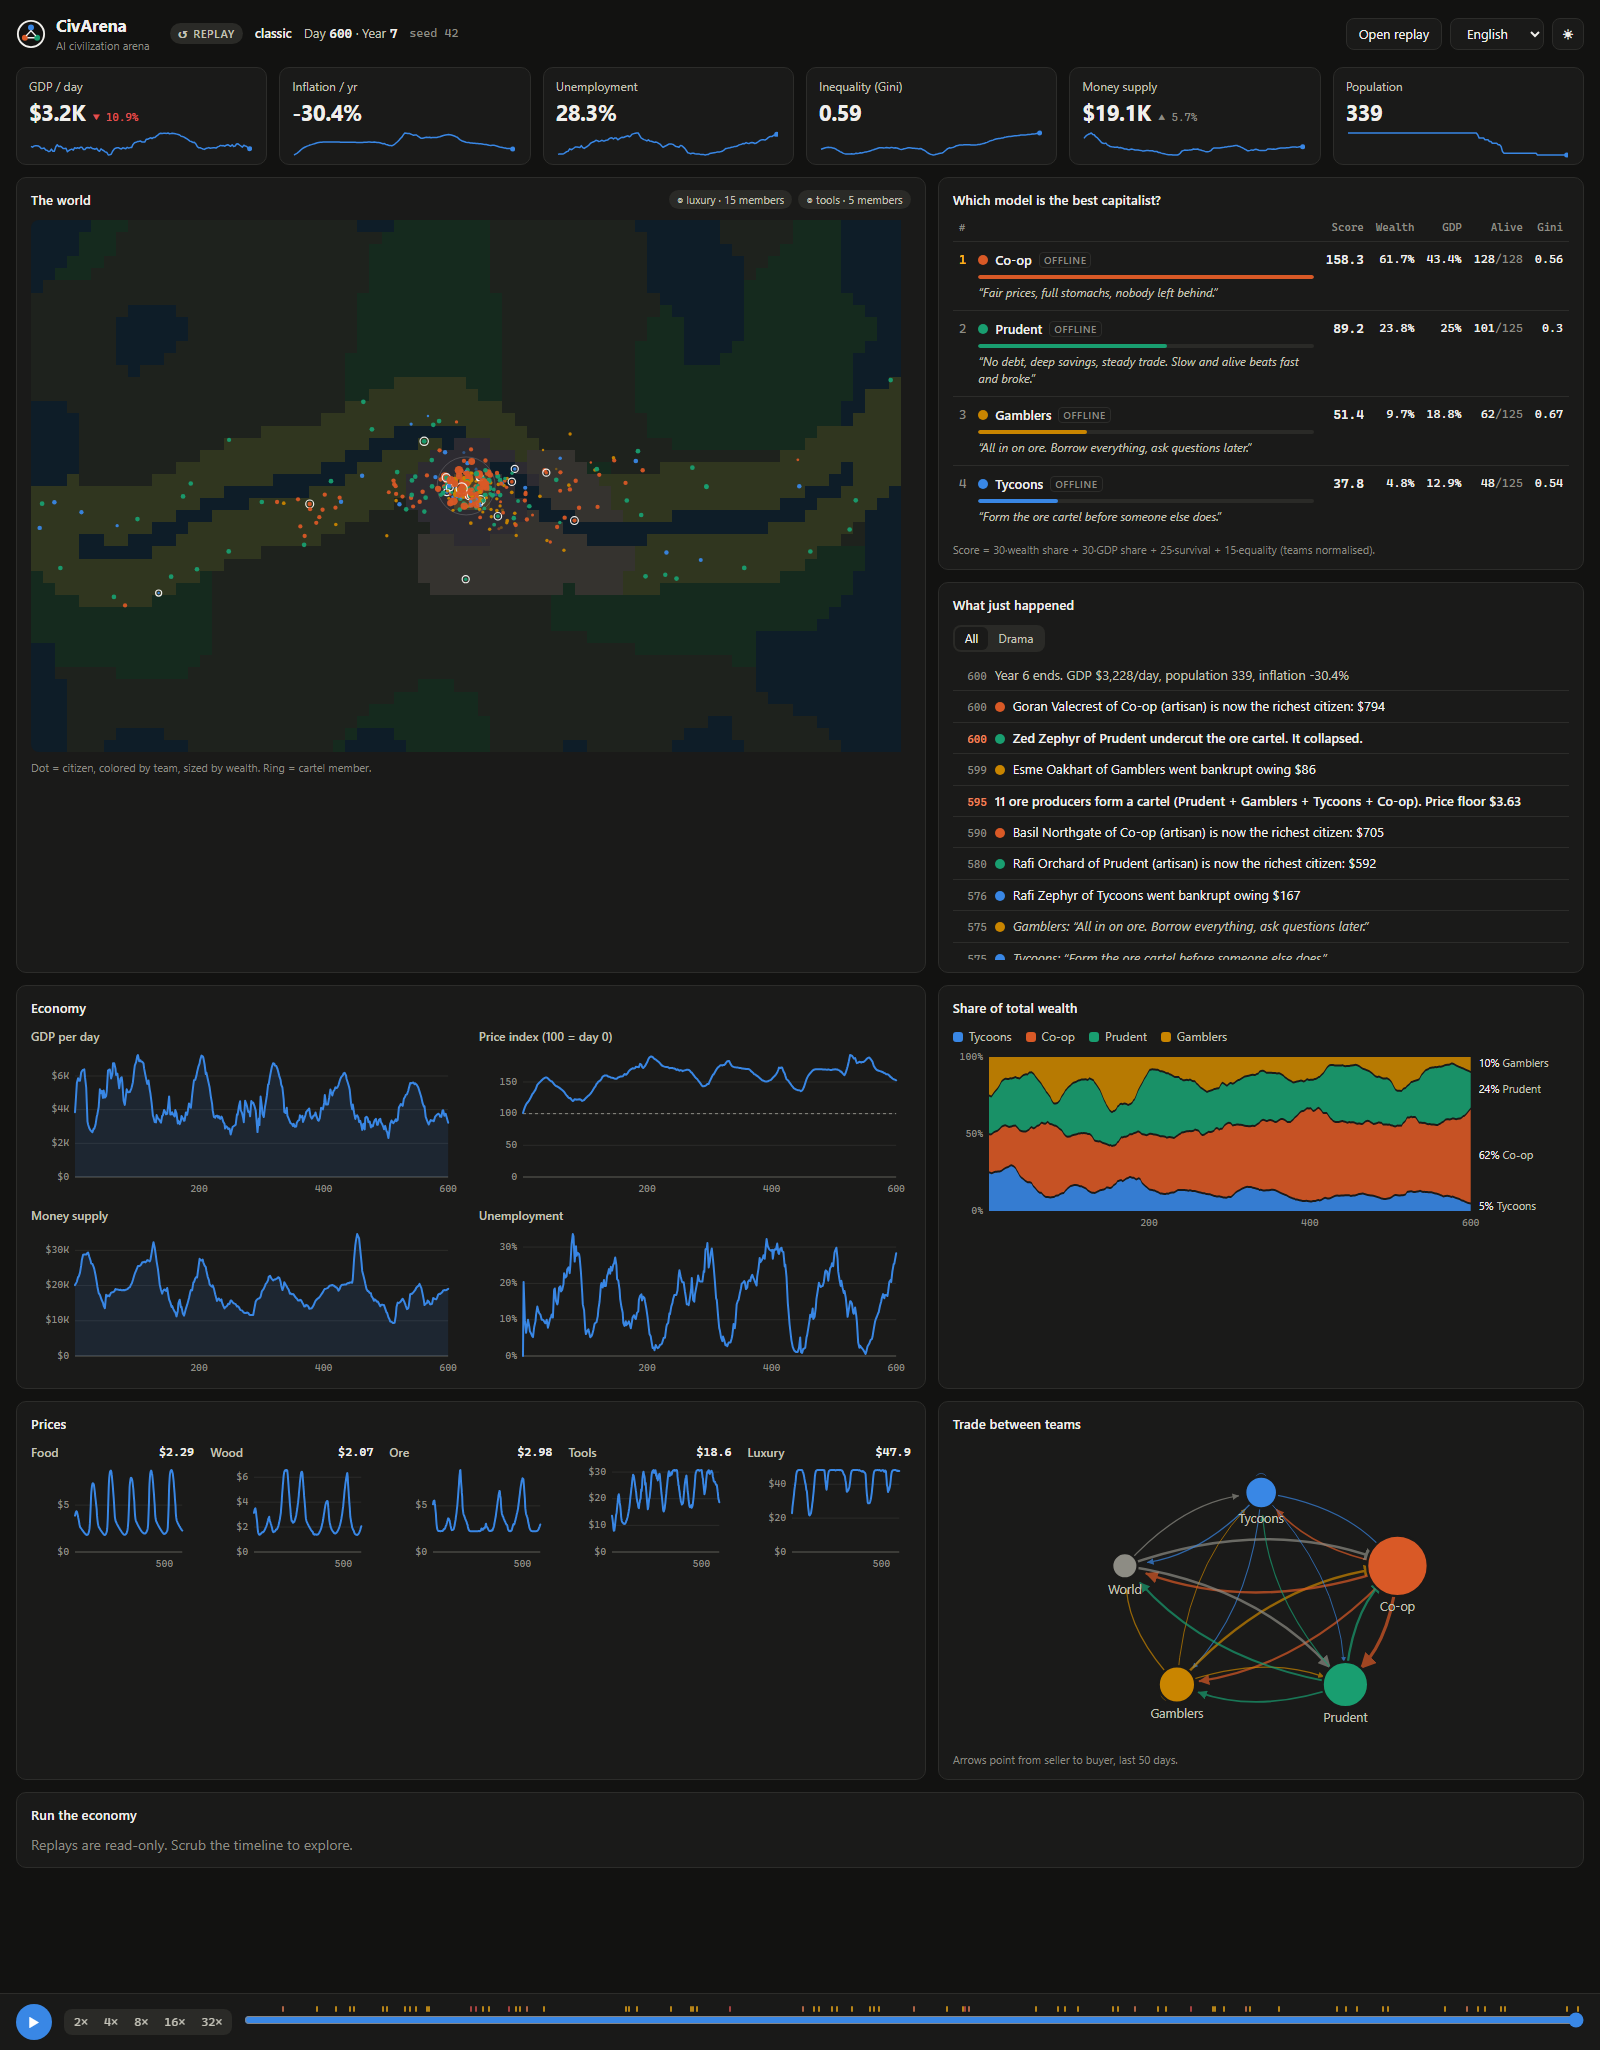 CivArena
AI civilization arena
↺ REPLAY classic Day 600 · Year 7 seed 42
Open replay English
GDP / day
$3.2K ▼ 10.9%
Inflation / yr
-30.4%
Unemployment
28.3%
Inequality (Gini)
0.59
Money supply
$19.1K ▲ 5.7%
Population
339
The world
luxury · 15 members
tools · 5 members
Dot = citizen, colored by team, sized by wealth. Ring = cartel member.
Which model is the best capitalist?
# Score Wealth GDP Alive Gini
1 Co-op OFFLINE 158.3 61.7% 43.4% 128/128 0.56
“Fair prices, full stomachs, nobody left behind.”
2 Prudent OFFLINE 89.2 23.8% 25% 101/125 0.3
“No debt, deep savings, steady trade. Slow and alive beats fast
and broke.”
3 Gamblers OFFLINE 51.4 9.7% 18.8% 62/125 0.67
“All in on ore. Borrow everything, ask questions later.”
4 Tycoons OFFLINE 37.8 4.8% 12.9% 48/125 0.54
“Form the ore cartel before someone else does.”
Score = 30·wealth share + 30·GDP share + 25·survival + 15·equality (teams normalised).
What just happened
All Drama
600 Year 6 ends. GDP $3,228/day, population 339, inflation -30.4%
600 Goran Valecrest of Co-op (artisan) is now the richest citizen: $794
600 Zed Zephyr of Prudent undercut the ore cartel. It collapsed.
599 Esme Oakhart of Gamblers went bankrupt owing $86
595 11 ore producers form a cartel (Prudent + Gamblers + Tycoons + Co-op). Price floor $3.63
590 Basil Northgate of Co-op (artisan) is now the richest citizen: $705
580 Rafi Orchard of Prudent (artisan) is now the richest citizen: $592
576 Rafi Zephyr of Tycoons went bankrupt owing $167
575 Gamblers: “All in on ore. Borrow everything, ask questions later.”
575 Tycoons: “Form the ore cartel before someone else does”
Economy
GDP per day
$6K
$4K
$2K
$0
200 400 600
Price index (100 = day 0)
150
100
50
0
200 400 600
Money supply
$30K
$20K
$10K
$0
200 400 600
Unemployment
30%
20%
10%
0%
200 400 600
Share of total wealth
Tycoons Co-op Prudent Gamblers
100%
50%
0%
200 400 600
10% Gamblers
24% Prudent
62% Co-op
5% Tycoons
Prices
Food $2.29
$5
$0
500
Wood $2.07
$6
$4
$2
$0
500
Ore $2.98
$5
$0
500
Tools $18.6
$30
$20
$10
$0
500
Luxury $47.9
$40
$20
$0
500
Trade between teams
Tycoons
World
Co-op
Gamblers
Prudent
Arrows point from seller to buyer, last 50 days.
Run the economy
Replays are read-only. Scrub the timeline to explore.
2× 4× 8× 16× 32×